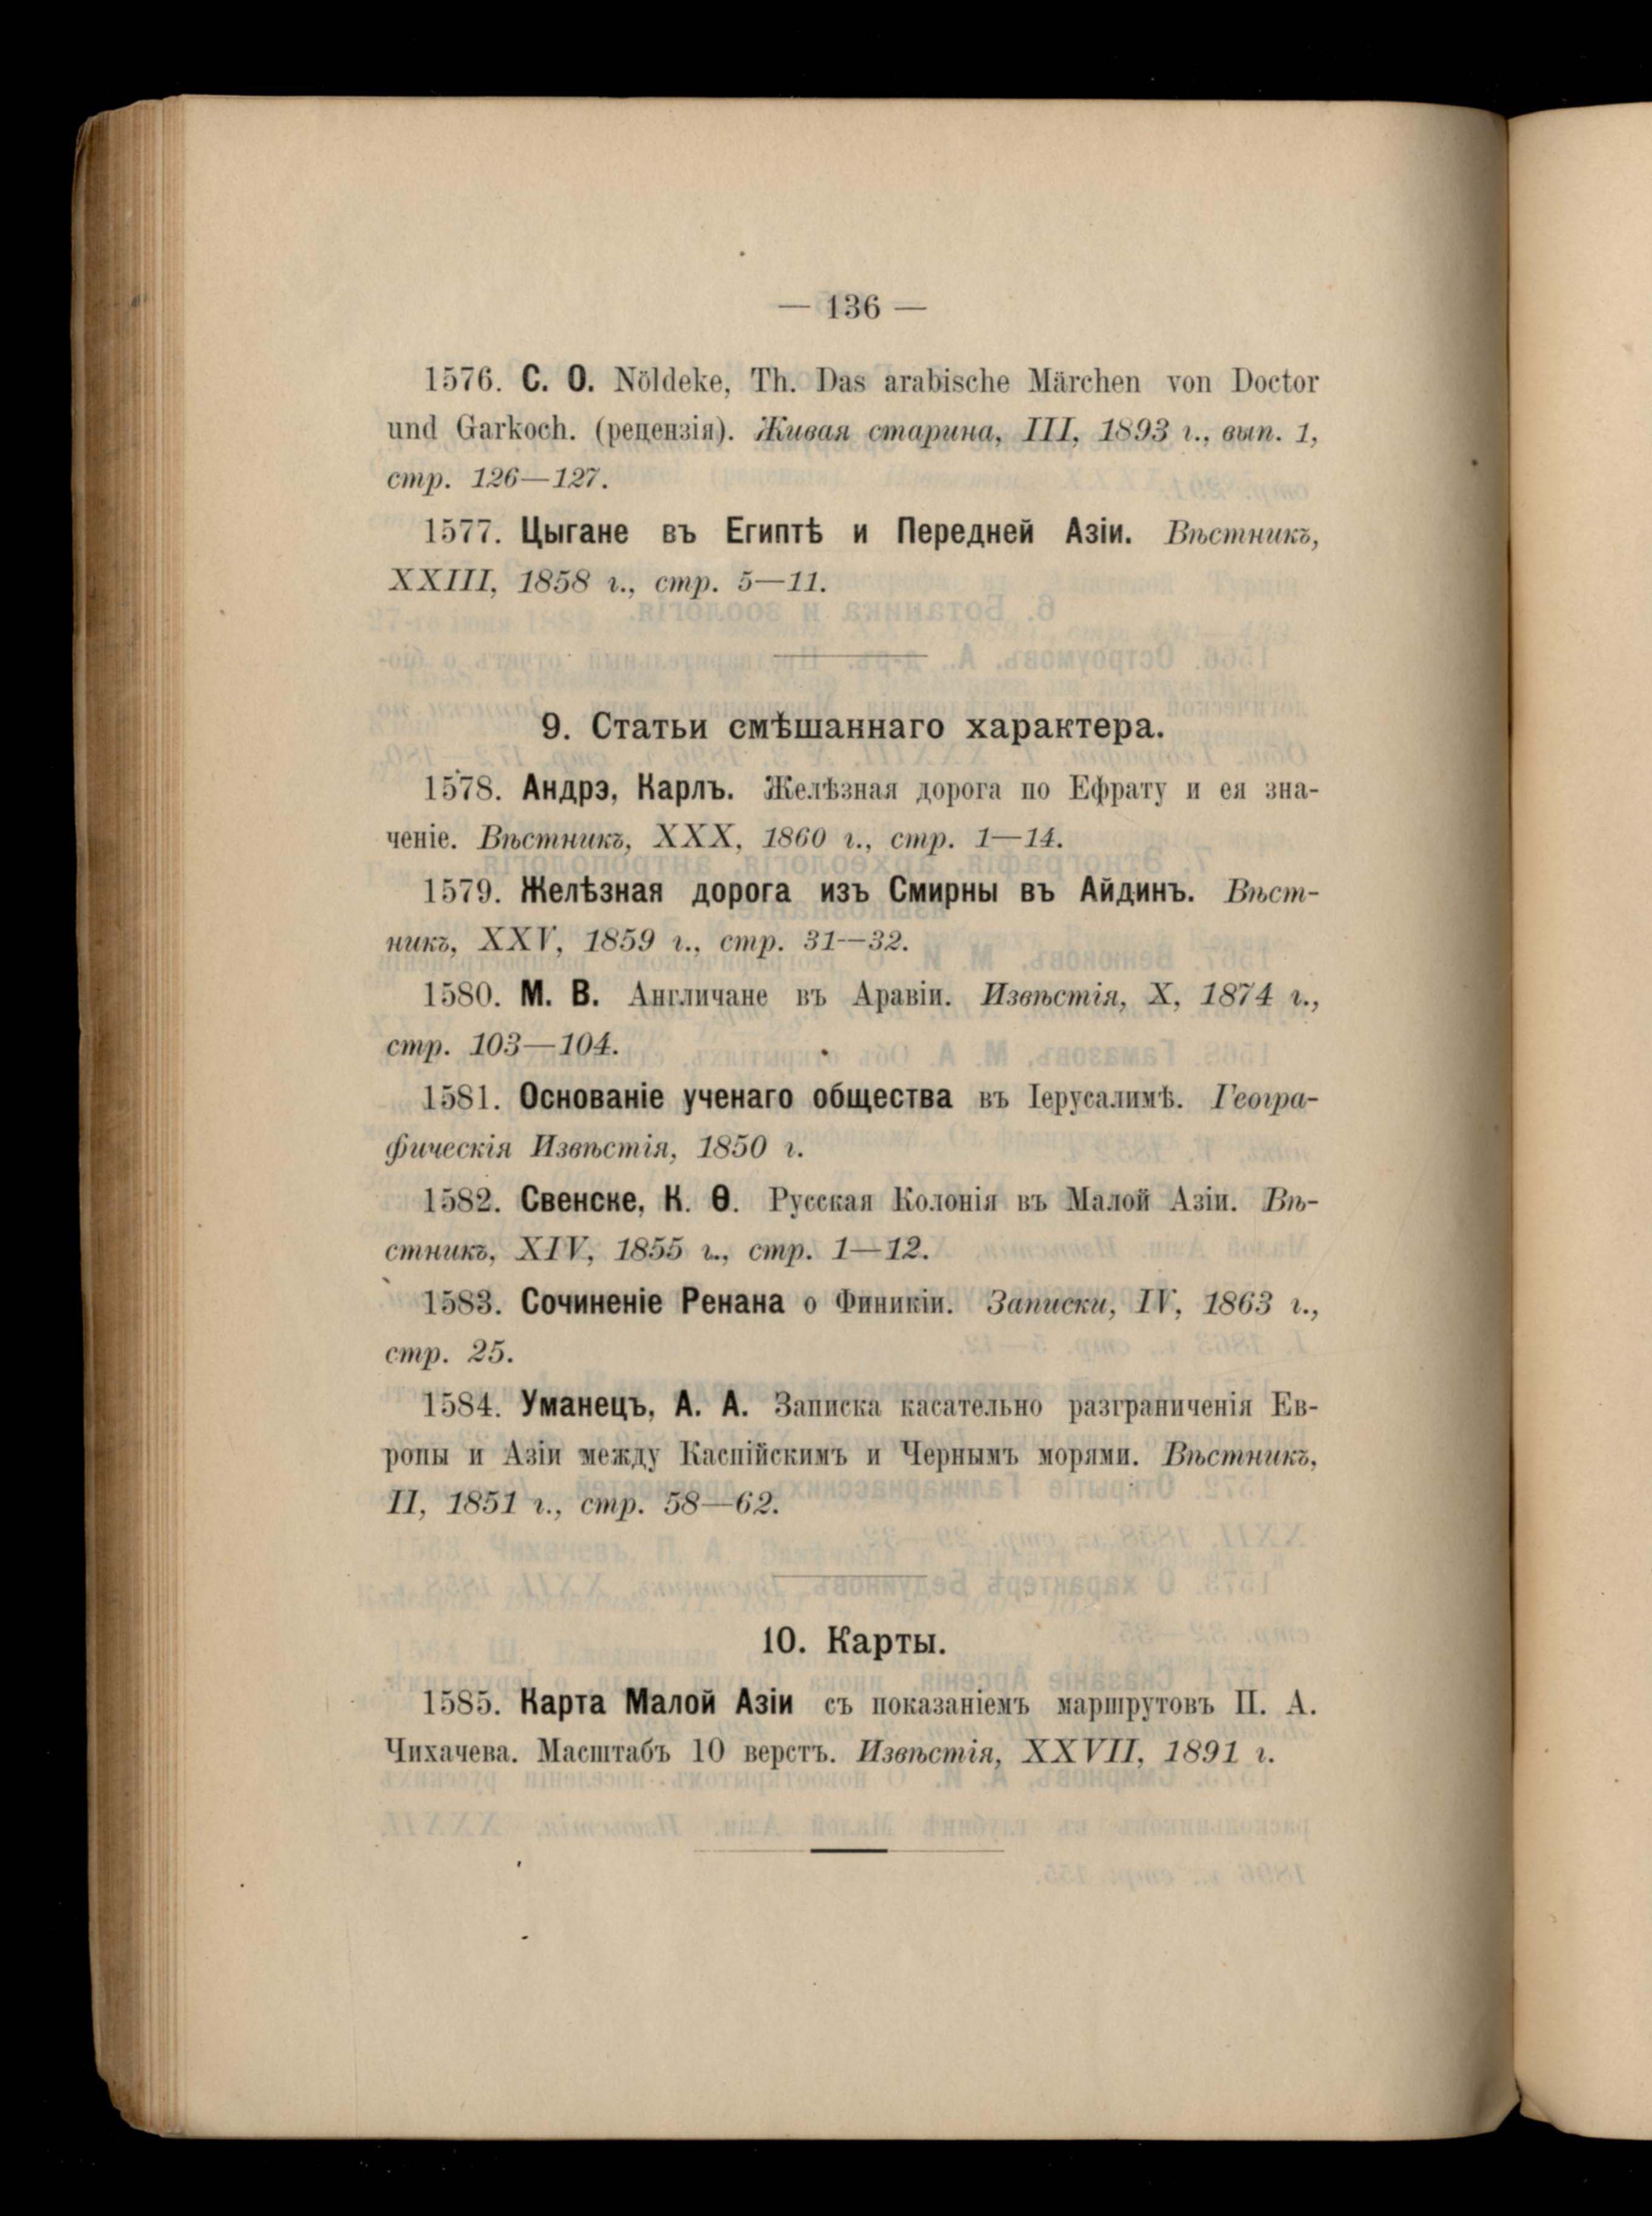 — 136 —
1576. С. О. Nöldeke, Th. Das arabische Märchen von Doctor
und Garkoch. (рецензія). Живая старина, III, 1893 г., вып. 1,
стр. 126—127.
1577. Цыгане въ Египтѣ и Передней Азіи. Вѣстникъ,
XXIII, 1858 г., стр. 5—11.
9. Статьи смѣшаннаго характера.
1578. Андрэ, Карлъ. Желѣзная дорога по Ефрату и ея зна-
ченіе. Вѣстникъ, XXX, 1860 г., стр. 1—14.
1579. Желѣзная дорога изъ Смирны въ Айдинъ. Вѣст-
никъ, XXV, 1859 г., стр. 31—32.
1580. М. В. Англичане въ Аравіи. Извѣстія, X, 1874 г.,
стр. 103—104.
1581. Основаніе ученаго общества въ Іерусалимѣ. Геогра-
фическія Извѣстія, 1850 г.
1582. Свенске, К. Ѳ. Русская Колонія въ Малой Азіи. Вѣ-
стникъ, XIV, 1855 г., стр. 1—12.
1583. Сочиненіе Ренана о Финикіи. Записки, IV, 1863 г.,
стр. 25.
1584. Уманецъ, А. А. Записка касательно разграниченія Ев-
ропы и Азіи между Каспійскимъ и Чернымъ морями. Вѣстникъ,
II, 1851 г., стр. 58—62.
10. Карты.
1585. Карта Малой Азіи съ показаніемъ маршрутовъ П. А.
Чихачева. Масштабъ 10 верстъ. Извѣстія, XXVII, 1891 г.